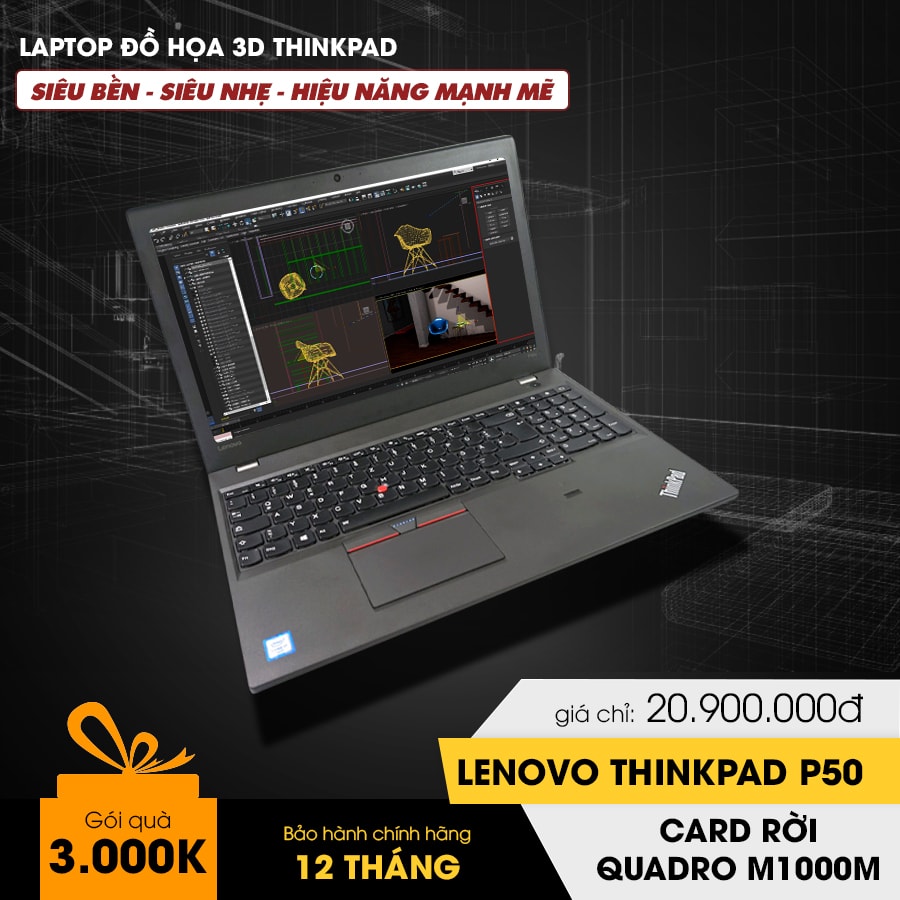 LAPTOP ĐỒ HỌA 3D THINKPAD
SIÊU BỀN - SIÊU NHẸ - HIỆU NĂNG MẠNH MẼ
ThinkPad
giá chỉ: 20.900.000đ
LENOVO THINKPAD P50
CARD RỜI
QUADRO M1000M
Gói quà
3.000K
Bảo hành chính hãng
12 THÁNG